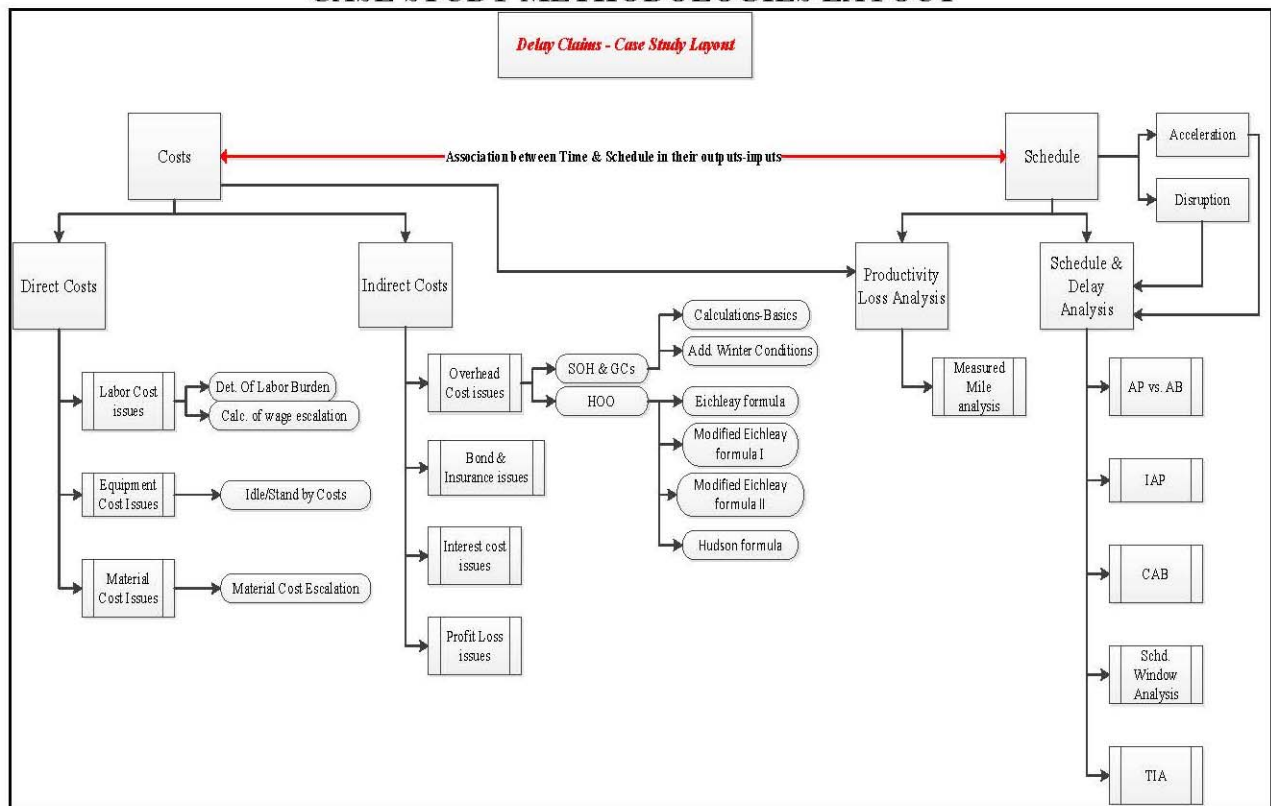 CASE STUDY METHODOLOGIES LAYOUT
Delay Claims - Case Study Layout
Costs
Association between Time & Schedule in their outputs-inputs
Schedule
Acceleration
Disruption
Direct Costs
Indirect Costs
Productivity
Loss Analysis
Schedule &
Delay
Analysis
Labor Cost
issues
Det. Of Labor Burden
Calc. of wage escalation
Equipment
Cost Issues
Idle/Stand by Costs
Material
Cost Issues
Material Cost Escalation
Overhead
Cost issues
SOH & GCs
HOO
Calculations-Basics
Add. Winter Conditions
Eichleay formula
Modified Eichleay
formula I
Modified Eichleay
formula II
Hudson formula
Bond &
Insurance issues
Interest cost
issues
Profit Loss
issues
Measured
Mile
analysis
AP vs. AB
IAP
CAB
Schd.
Window
Analysis
TIA